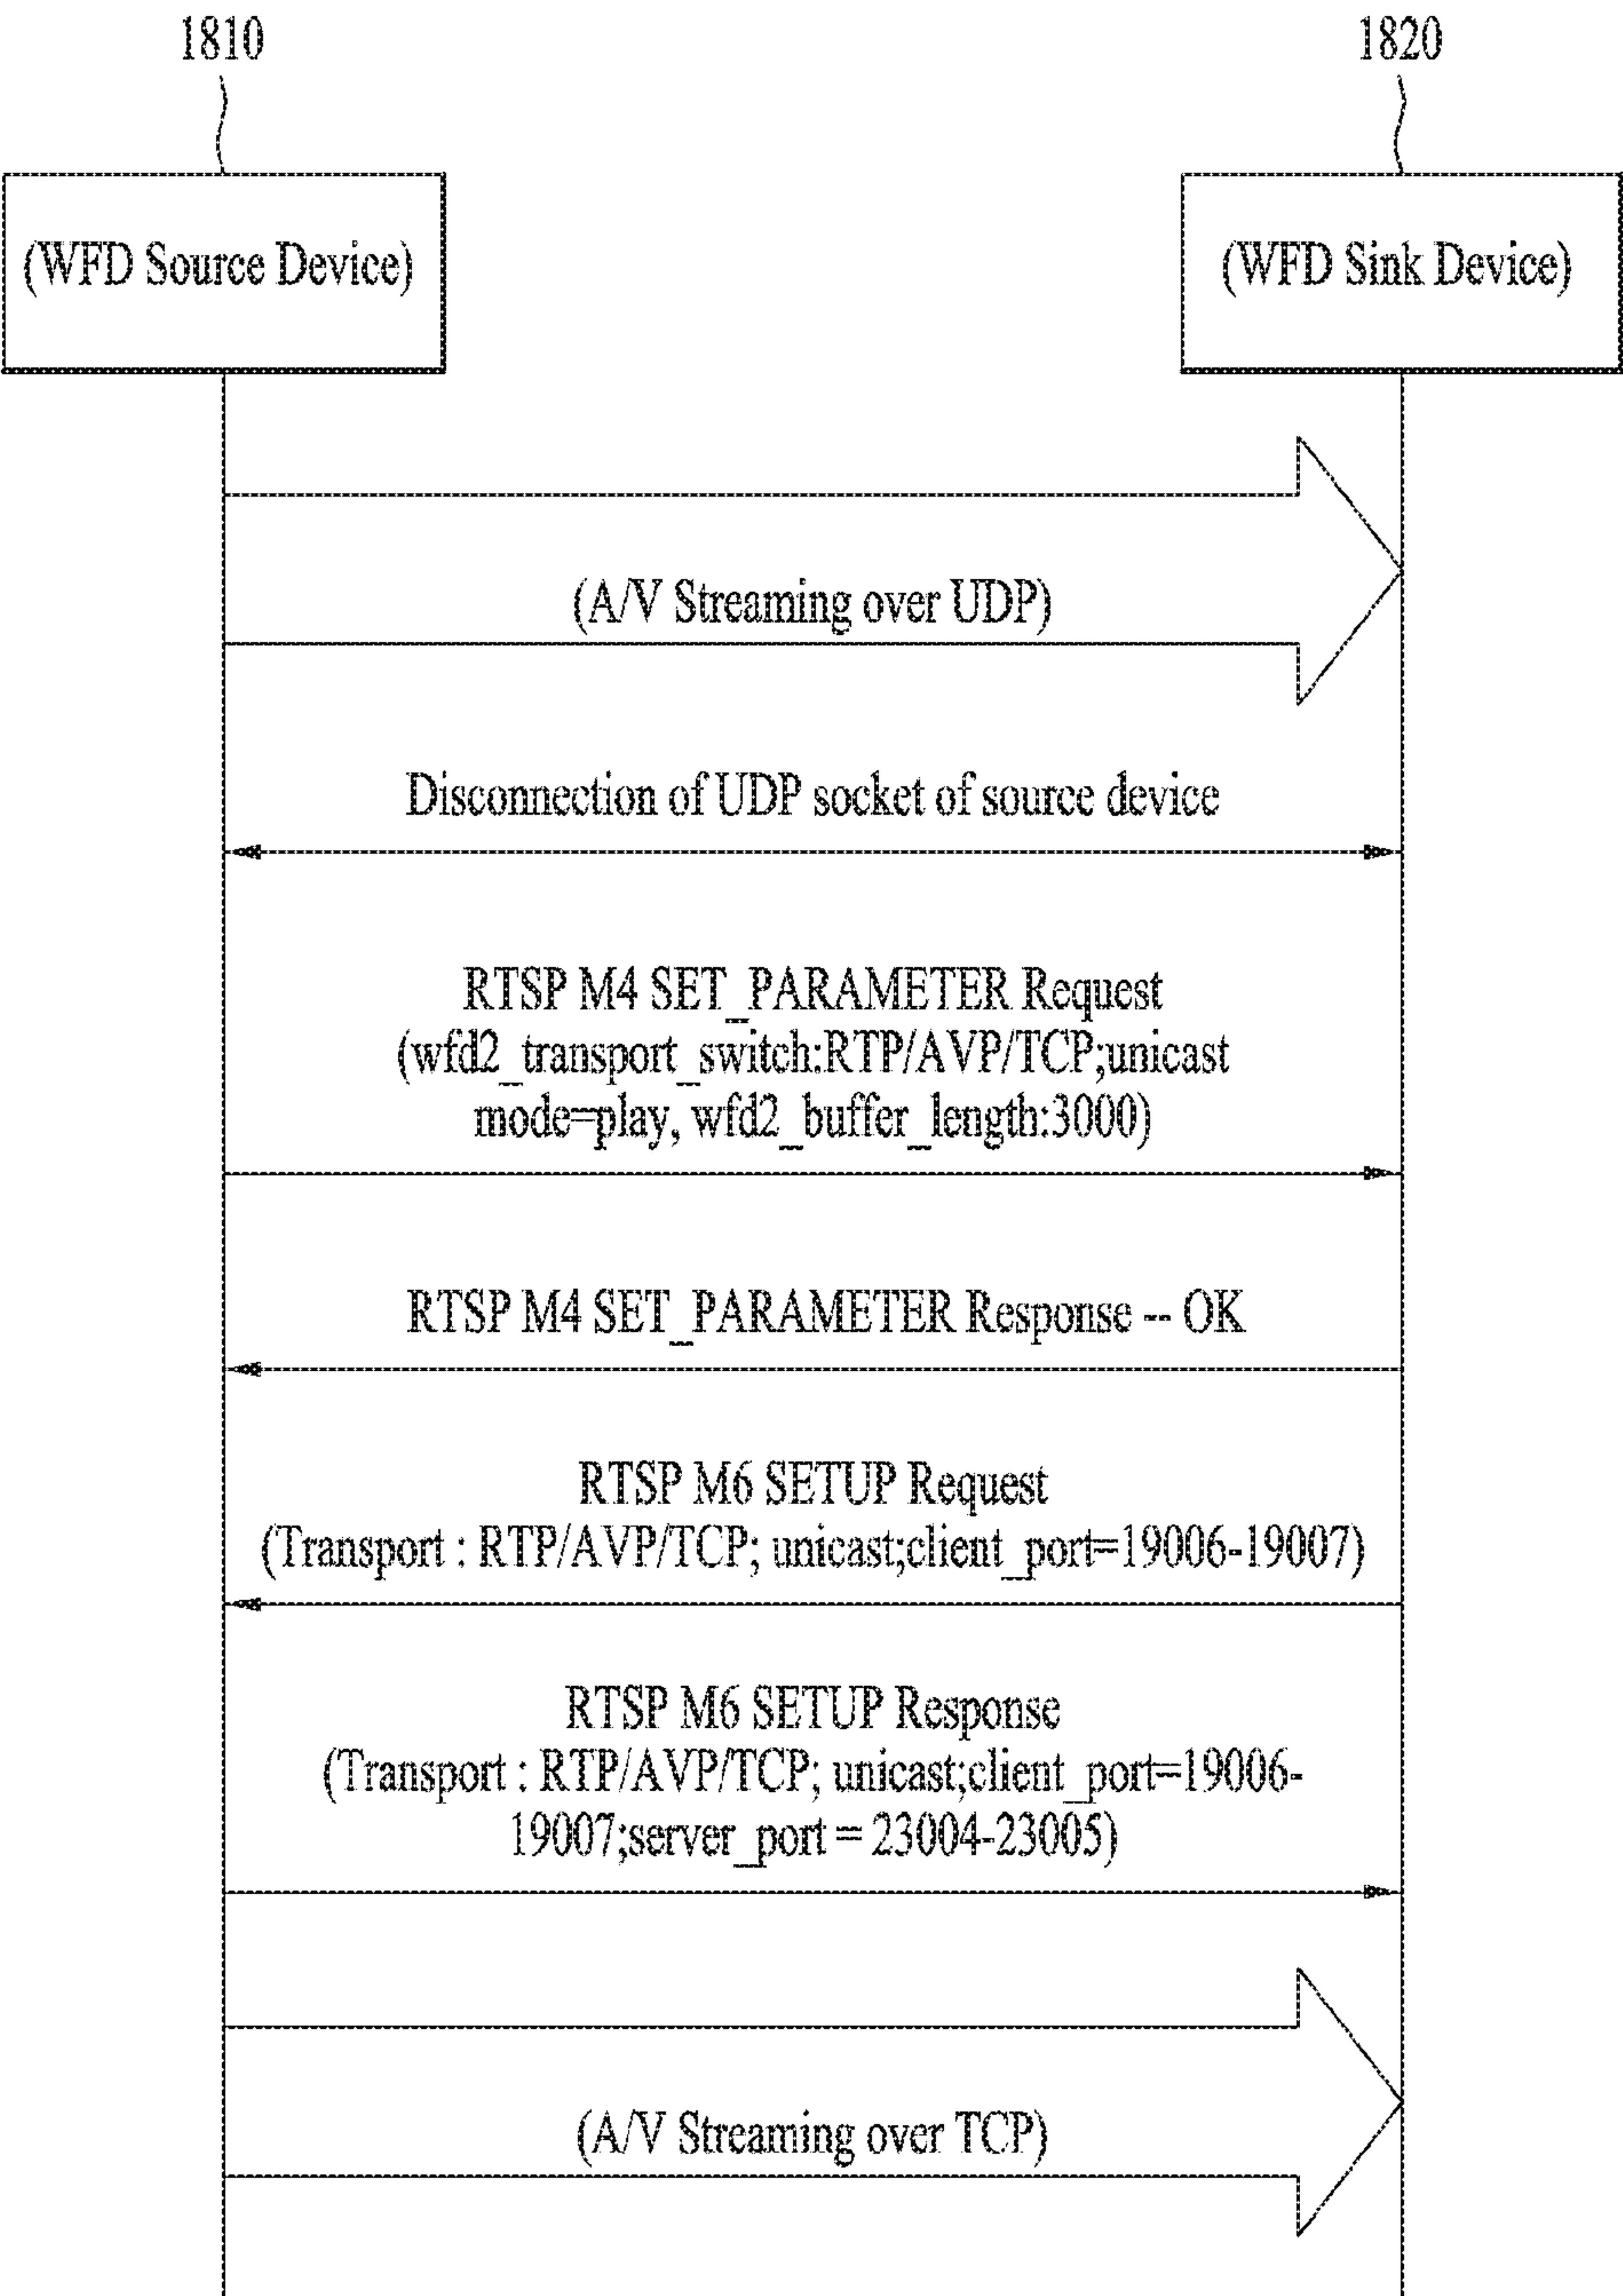 1810
1820
(WFD Source Device)
(WFD Sink Device)
(A/V Streaming over UDP)
Disconnection of UDP socket of source device
RTSP M4 SET_PARAMETER Request
(wfd2_transport_switch:RTP/AVP/TCP;unicast
mode=play, wfd2_buffer_length:3000)
RTSP M4 SET_PARAMETER Response -- OK
RTSP M6 SETUP Request
(Transport : RTP/AVP/TCP; unicast;client_port=19006-19007)
RTSP M6 SETUP Response
(Transport : RTP/AVP/TCP; unicast;client_port=19006-
19007;server_port = 23004-23005)
(A/V Streaming over TCP)